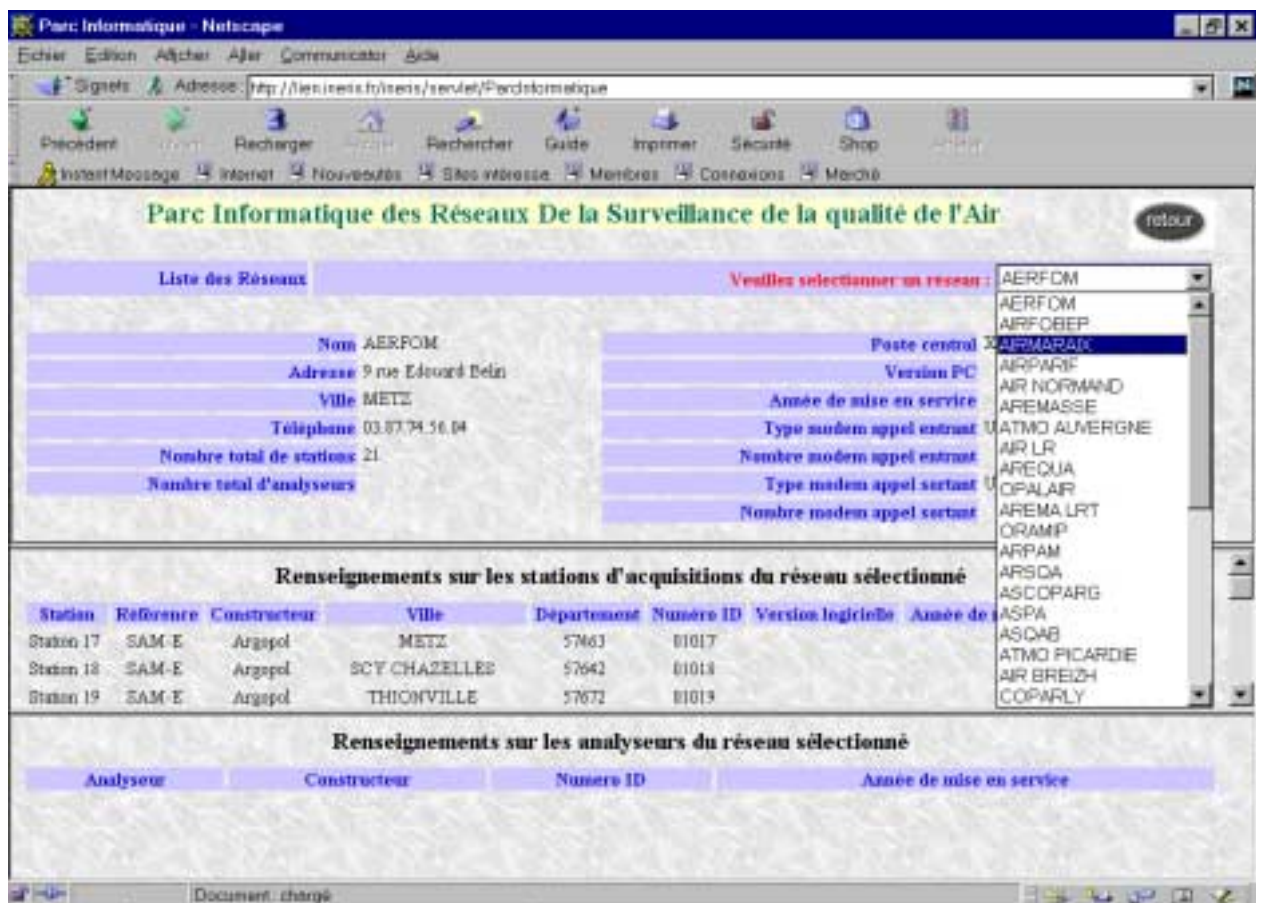 Parc Informatique - Netscape
Fichier Edition Afficher Aller Communicator Aide
Signets Adresse: http://lien.ineris.fr/ineris/servlet/ParcInformatique
Précédent Recharger Rechercher Guide Imprimer Sécurité Shop
Instant Message Internet Nouveautés Sites intéresse Membres Connexions Marché
Parc Informatique des Réseaux De la Surveillance de la qualité de l'Air
retour
Liste des Réseaux Veuillez selectionner un réseau : AERFOM
AERFOM
AIRFOBEP
AIRMARAIX
AIRPARIF
AIR NORMAND
AREMASSE
ATMO AUVERGNE
AIR LR
AREQUA
OPALAIR
AREMA LRT
ORAMIP
ARPAM
ARSQA
ASCOPARG
ASPA
ASQAB
ATMO PICARDIE
AIR BREIZH
COPARLY
Nom AERFOM
Adresse 9 rue Edouard Belin
Ville METZ
Téléphone 03.87.74.56.04
Nombre total de stations 21
Nombre total d'analyseurs
Poste central
Version PC
Année de mise en service
Type modem appel entrant U
Nombre modem appel entrant
Type modem appel sortant U
Nombre modem appel sortant
Renseignements sur les stations d'acquisitions du réseau sélectionné
Station Référence Constructeur Ville Département Numéro ID Version logicielle Année de
Station 17 SAM-E Argopol METZ 57463 01017
Station 18 SAM-E Argopol SCY CHAZELLES 57642 01018
Station 19 SAM-E Argopol THIONVILLE 57672 01019
Renseignements sur les analyseurs du réseau sélectionné
Analyseur Constructeur Numero ID Année de mise en service
Document: chargé